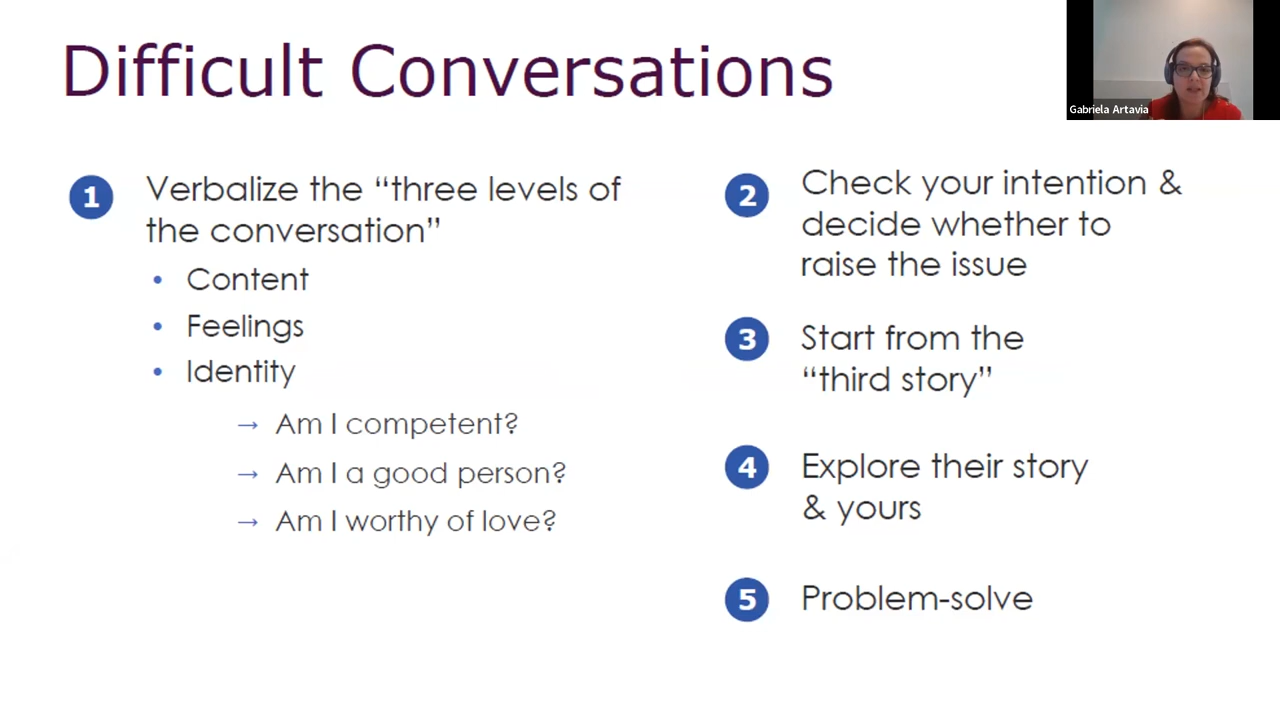 Difficult Conversations
Gabriela Artavia
1 Verbalize the “three levels of
the conversation”
• Content
• Feelings
• Identity
→ Am I competent?
→ Am I a good person?
→ Am I worthy of love?
2 Check your intention &
decide whether to
raise the issue
3 Start from the
“third story”
4 Explore their story
& yours
5 Problem-solve